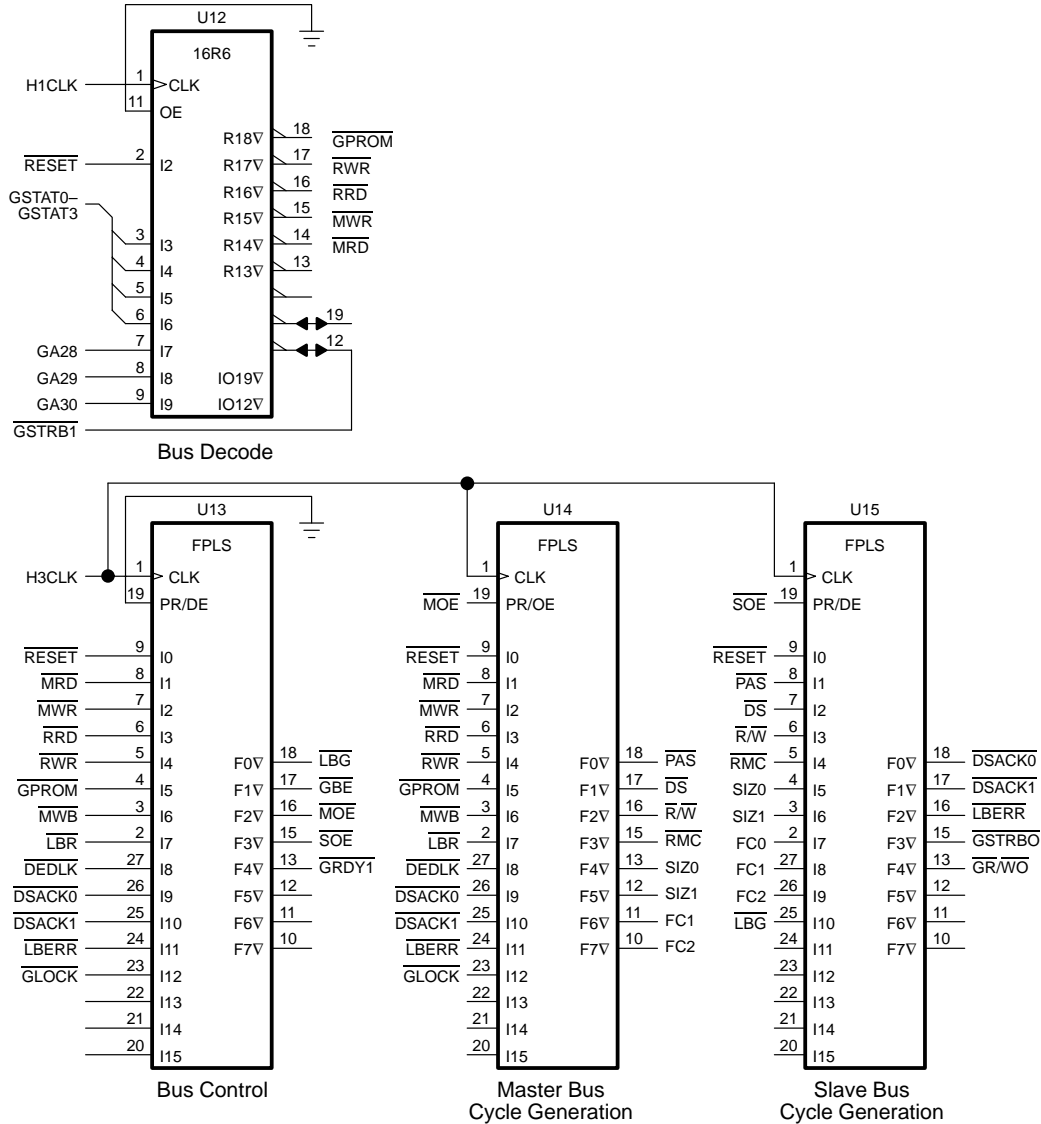 U12
16R6
H1CLK 1 CLK
11 OE
R18∇ 18 GPROM
RESET 2 I2 R17∇ 17 RWR
R16∇ 16 RRD
GSTAT0–
GSTAT3
R15∇ 15 MWR
3 I3 R14∇ 14 MRD
4 I4 R13∇ 13
5 I5
6 I6 19
GA28 7 I7 12
GA29 8 I8 IO19∇
GA30 9 I9 IO12∇
GSTRB1
Bus Decode
U13
FPLS
H3CLK 1 CLK
19 PR/DE
RESET 9 I0
MRD 8 I1
MWR 7 I2
RRD 6 I3
RWR 5 I4 F0∇ 18 LBG
GPROM 4 I5 F1∇ 17 GBE
MWB 3 I6 F2∇ 16 MOE
LBR 2 I7 F3∇ 15 SOE
DEDLK 27 I8 F4∇ 13 GRDY1
DSACK0 26 I9 F5∇ 12
DSACK1 25 I10 F6∇ 11
LBERR 24 I11 F7∇ 10
GLOCK 23 I12
22 I13
21 I14
20 I15
Bus Control
U14
FPLS
1 CLK
MOE 19 PR/OE
RESET 9 I0
MRD 8 I1
MWR 7 I2
RRD 6 I3
RWR 5 I4 F0∇ 18 PAS
GPROM 4 I5 F1∇ 17 DS
MWB 3 I6 F2∇ 16 R/W
LBR 2 I7 F3∇ 15 RMC
DEDLK 27 I8 F4∇ 13 SIZ0
DSACK0 26 I9 F5∇ 12 SIZ1
DSACK1 25 I10 F6∇ 11 FC1
LBERR 24 I11 F7∇ 10 FC2
GLOCK 23 I12
22 I13
21 I14
20 I15
Master Bus
Cycle Generation
U15
FPLS
1 CLK
SOE 19 PR/DE
RESET 9 I0
PAS 8 I1
DS 7 I2
R/W 6 I3
RMC 5 I4 F0∇ 18 DSACK0
SIZ0 4 I5 F1∇ 17 DSACK1
SIZ1 3 I6 F2∇ 16 LBERR
FC0 2 I7 F3∇ 15 GSTRBO
FC1 27 I8 F4∇ 13 GR/WO
FC2 26 I9 F5∇ 12
LBG 25 I10 F6∇ 11
24 I11 F7∇ 10
23 I12
22 I13
21 I14
20 I15
Slave Bus
Cycle Generation